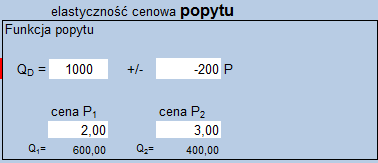 elastyczność cenowa popytu
Funkcja popytu
QD = 1000 +/- -200 P
cena P1 cena P2
2,00 3,00
Q1= 600,00 Q2= 400,00